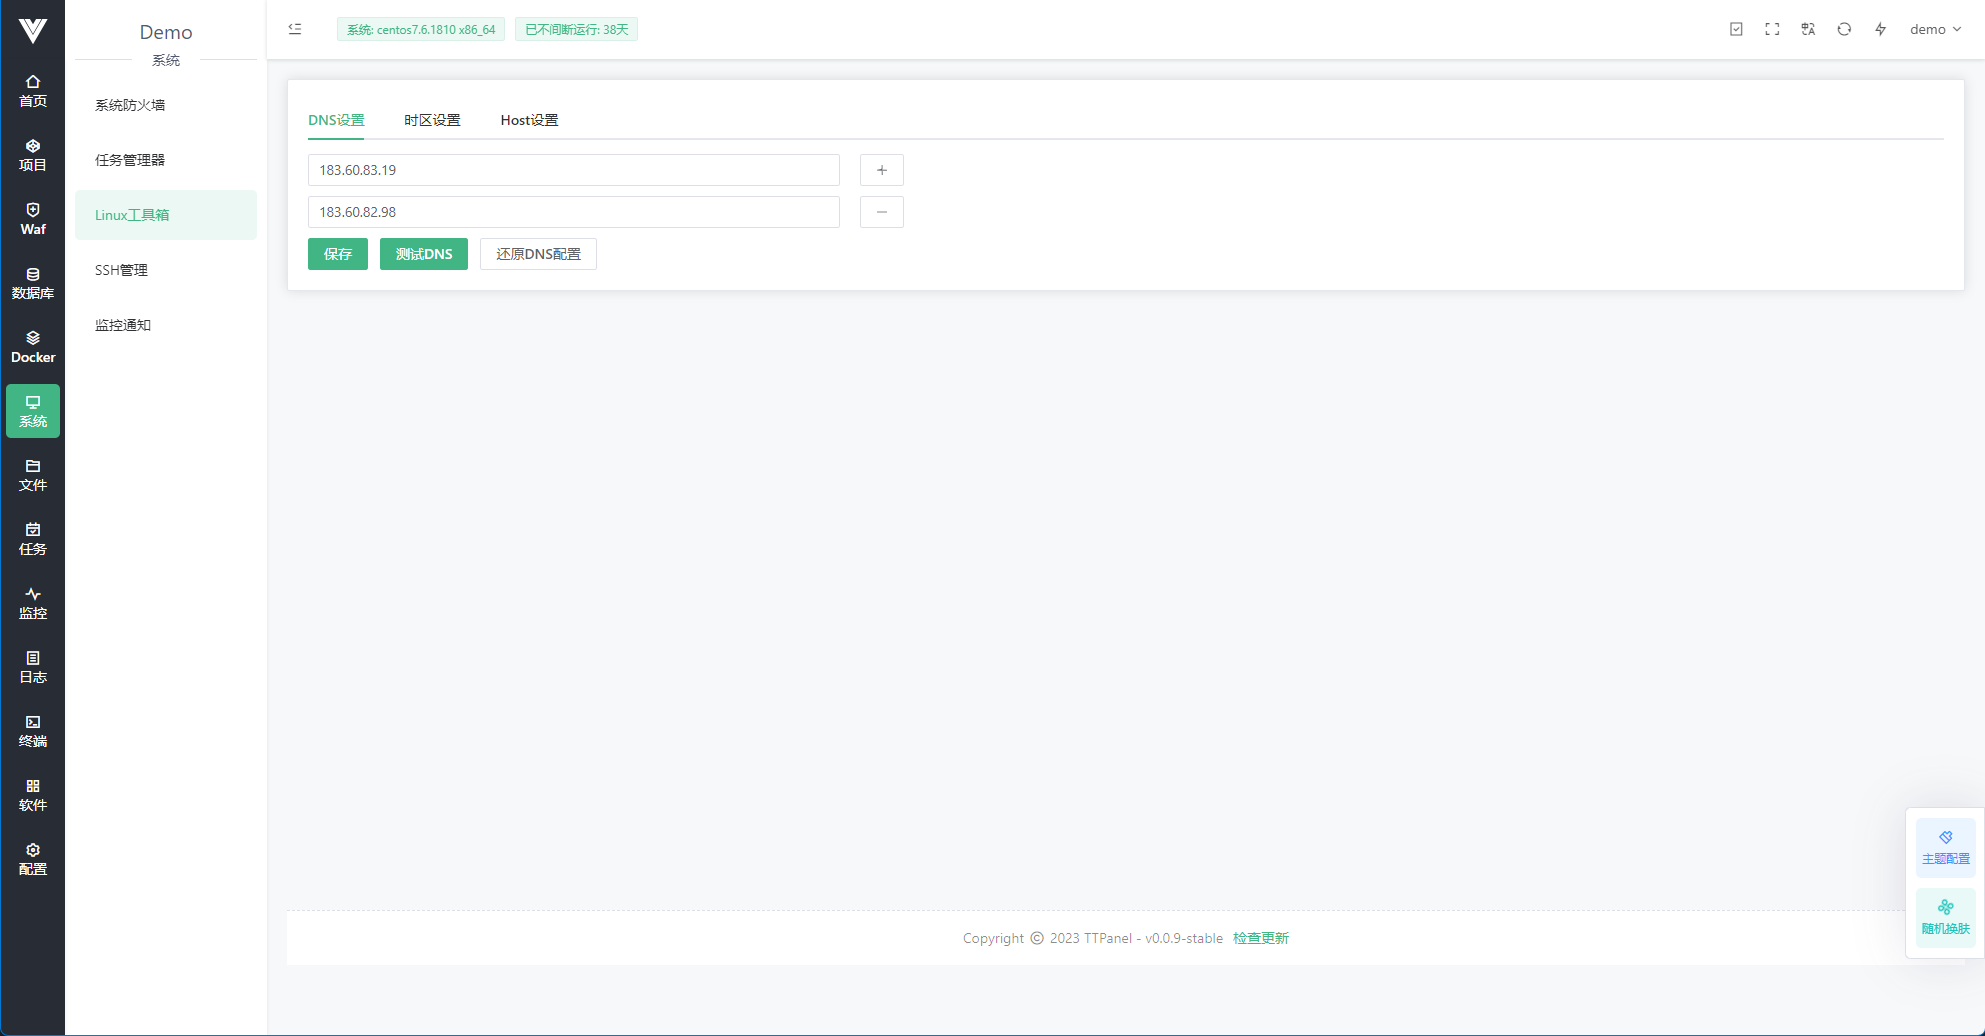 首页
项目
Waf
数据库
Docker
系统
文件
任务
监控
日志
终端
软件
配置
Demo
系统
系统防火墙
任务管理器
Linux工具箱
SSH管理
监控通知
系统: centos7.6.1810 x86_64 已不间断运行: 38天
demo
DNS设置 时区设置 Host设置
183.60.83.19
183.60.82.98
保存 测试DNS 还原DNS配置
主题配置
随机换肤
Copyright © 2023 TTPanel - v0.0.9-stable 检查更新